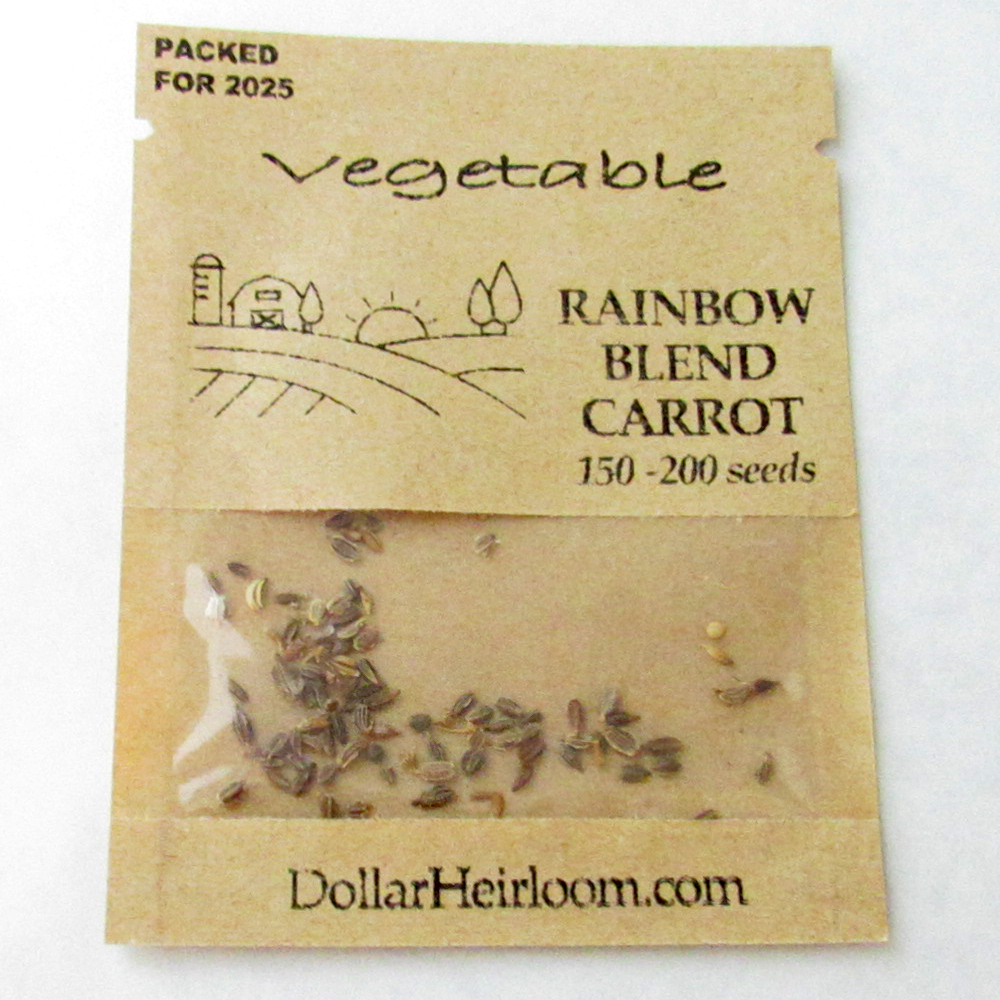 PACKED
FOR 2025
Vegetable
RAINBOW
BLEND
CARROT
150 -200 seeds
DollarHeirloom.com